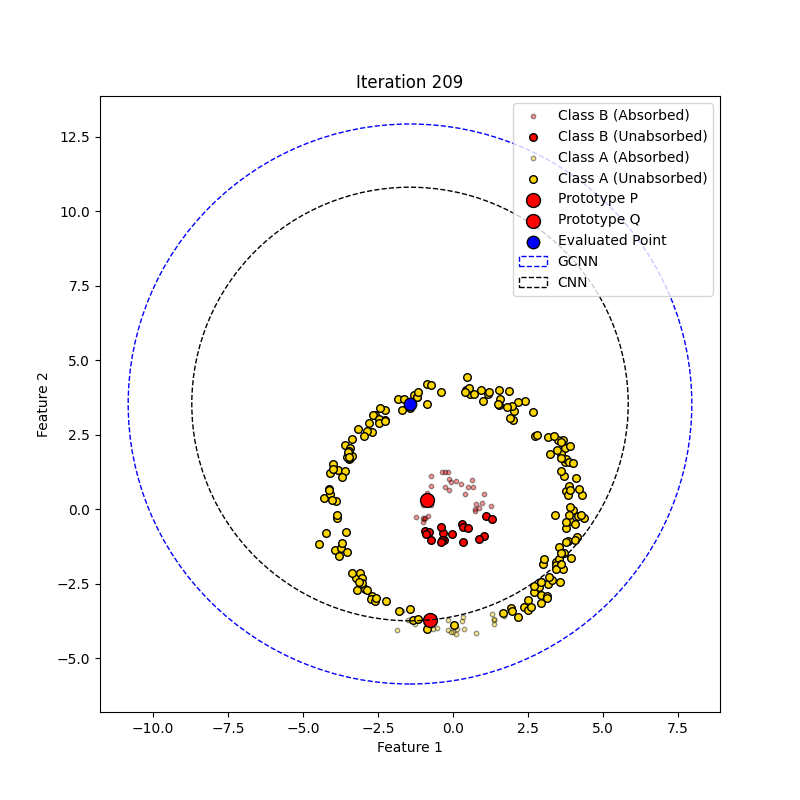 Iteration 209
Class B (Absorbed)
Class B (Unabsorbed)
Class A (Absorbed)
Class A (Unabsorbed)
Prototype P
Prototype Q
Evaluated Point
GCNN
CNN
12.5
10.0
7.5
5.0
2.5
0.0
−2.5
−5.0
Feature 2
−10.0 −7.5 −5.0 −2.5 0.0 2.5 5.0 7.5
Feature 1